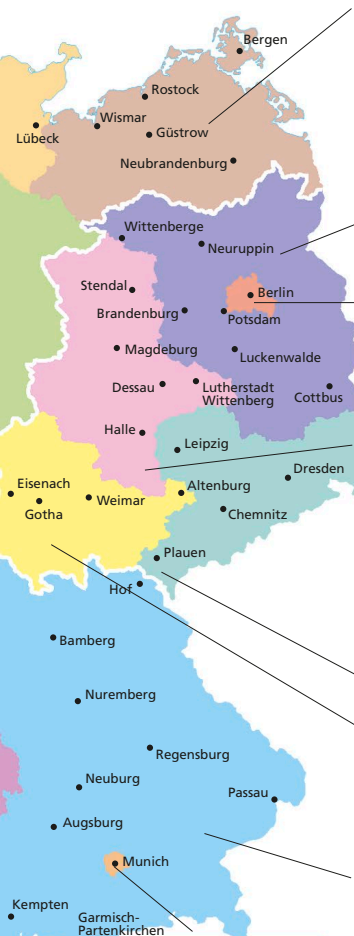 Bergen
Rostock
Wismar
Lübeck
Güstrow
Neubrandenburg
Wittenberge
Neuruppin
Stendal
Berlin
Brandenburg
Potsdam
Magdeburg
Luckenwalde
Dessau
Lutherstadt
Wittenberg
Cottbus
Halle
Leipzig
Dresden
Eisenach
Altenburg
Gotha
Weimar
Chemnitz
Plauen
Hof
Bamberg
Nuremberg
Regensburg
Neuburg
Passau
Augsburg
Munich
Kempten
Garmisch-
Partenkirchen